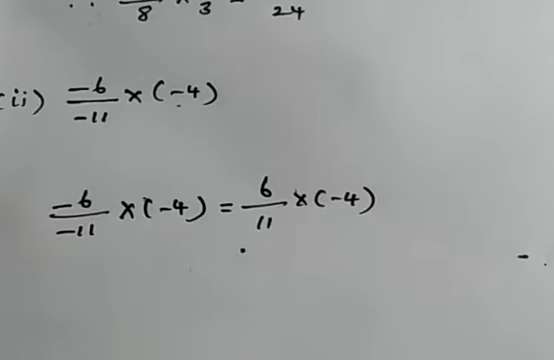 ∴ /8 × 3 = /24
(ii) -6/-11 × (-4)
-6/-11 × (-4) = 6/11 × (-4)